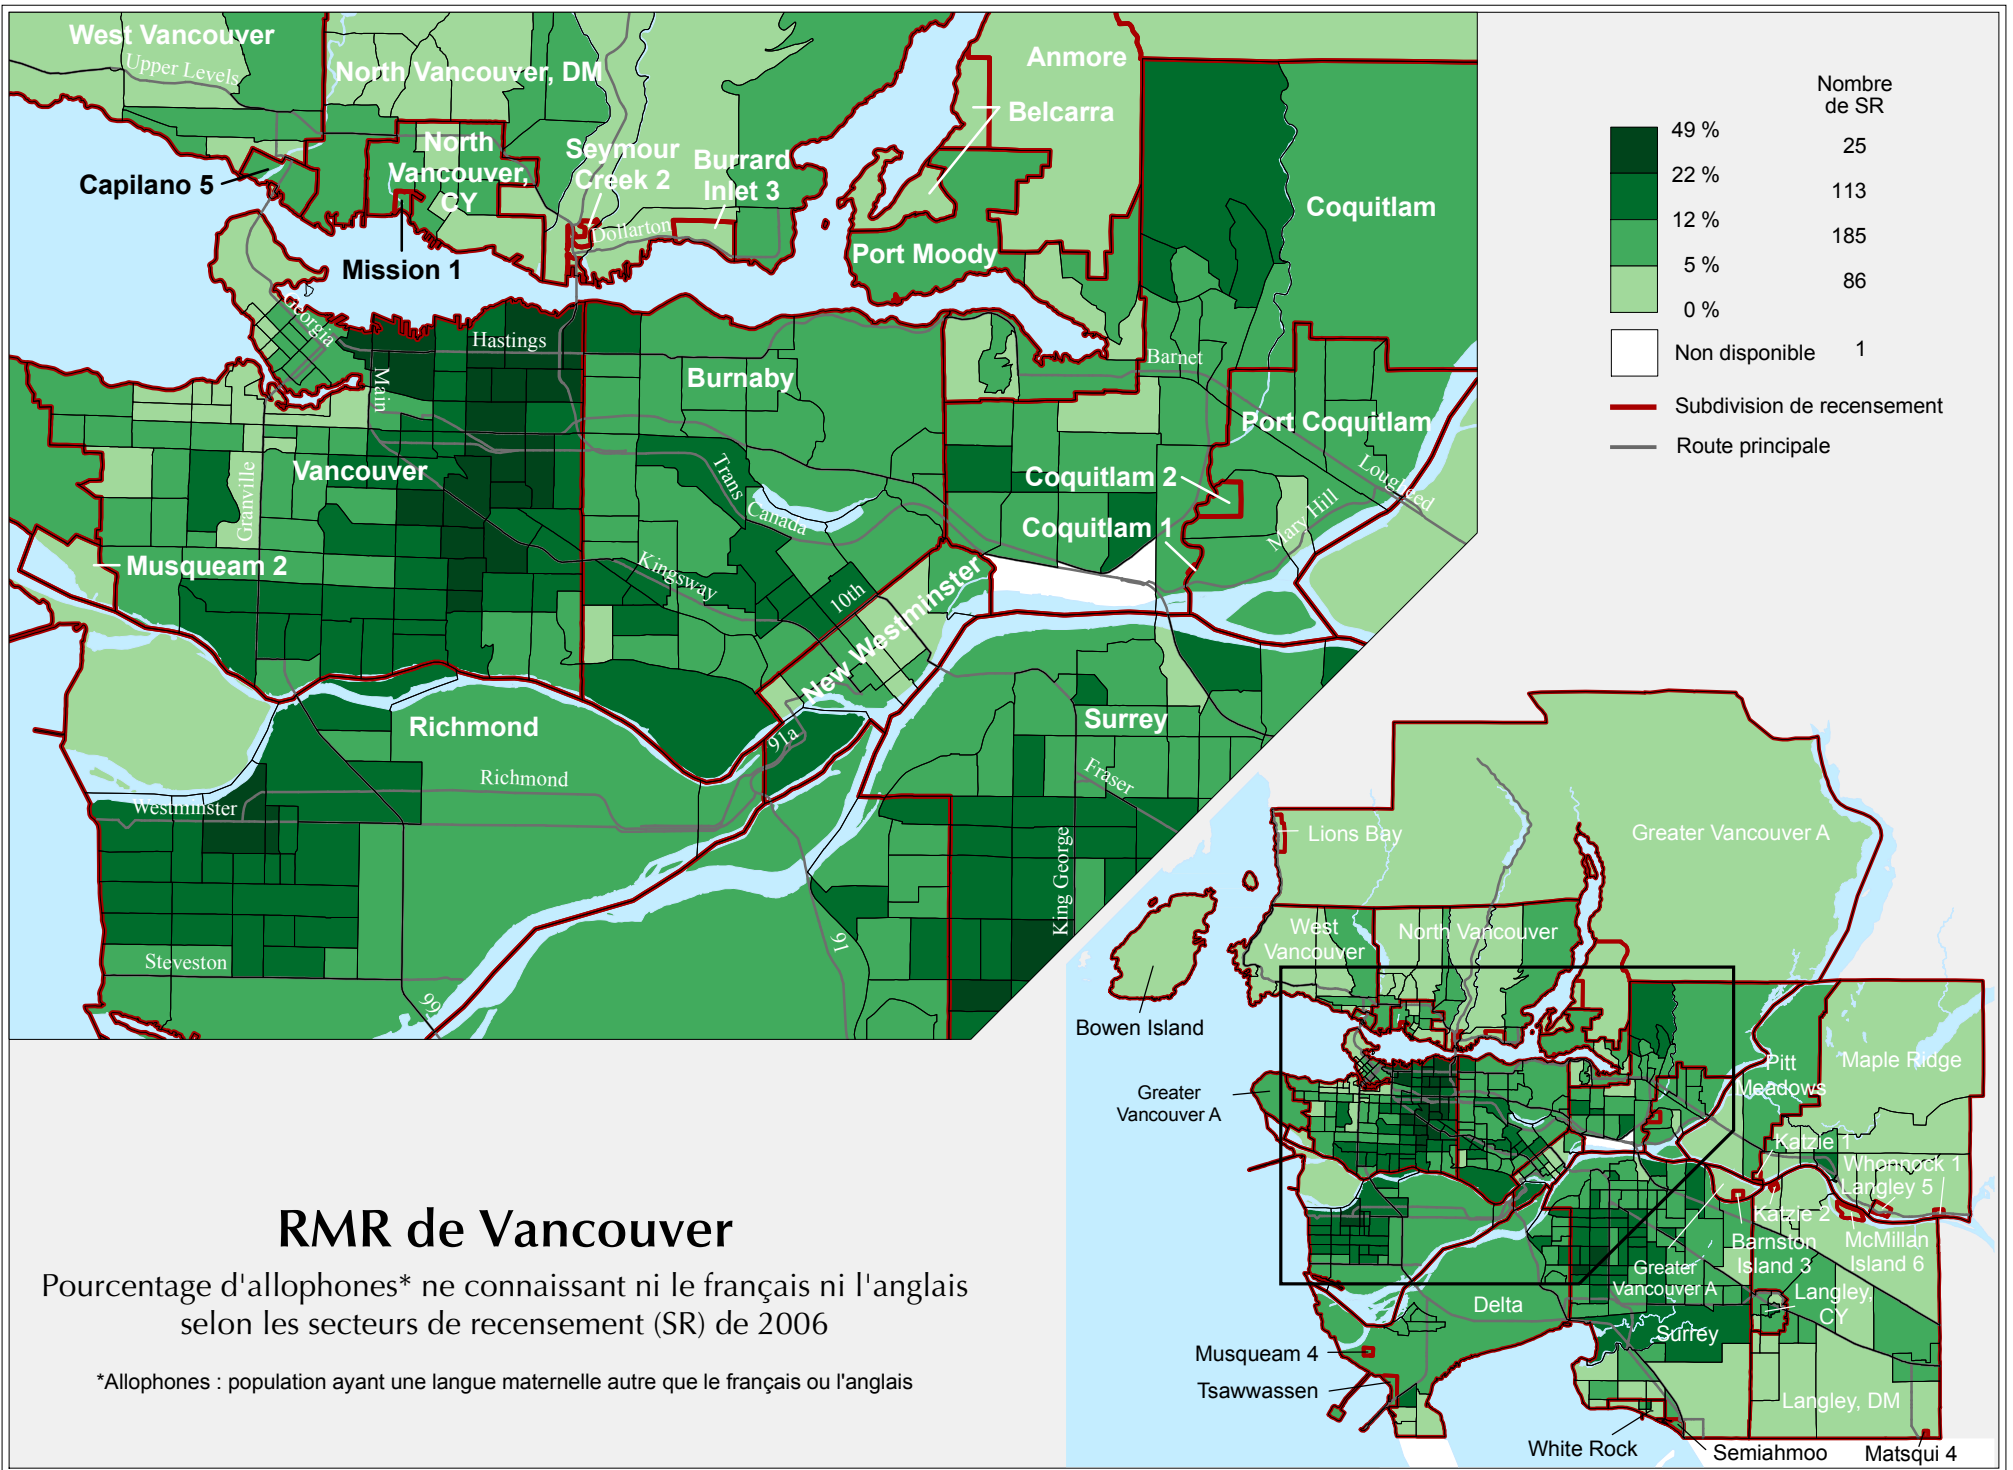 West Vancouver
Upper Levels
North Vancouver, DM
North
Vancouver,
CY
Seymour
Creek 2
Burrard
Inlet 3
Dollarton
Capilano 5
Mission 1
Anmore
Belcarra
Port Moody
Coquitlam
Georgia
Hastings
Main
Burnaby
Barnet
Port Coquitlam
Vancouver
Granville
Trans
Canada
Coquitlam 2
Lougheed
Coquitlam 1
Mary Hill
Musqueam 2
Kingsway
10th
New Westminster
Richmond
91a
Surrey
Richmond
Fraser
Westminster
King George
Steveston
91
99
Nombre
de SR
49 %
25
22 %
113
12 %
185
5 %
86
0 %
Non disponible 1
Subdivision de recensement
Route principale
Lions Bay
Greater Vancouver A
West
Vancouver
North Vancouver
Bowen Island
Greater
Vancouver A
Pitt
Meadows
Maple Ridge
Katzie 1
Whonnock 1
Langley 5
Katzie 2
Barnston
Island 3
McMillan
Island 6
Greater
Vancouver A
Langley,
CY
Delta
Surrey
Musqueam 4
Tsawwassen
Langley, DM
White Rock
Semiahmoo
Matsqui 4
RMR de Vancouver
Pourcentage d'allophones* ne connaissant ni le français ni l'anglais
selon les secteurs de recensement (SR) de 2006
*Allophones : population ayant une langue maternelle autre que le français ou l'anglais